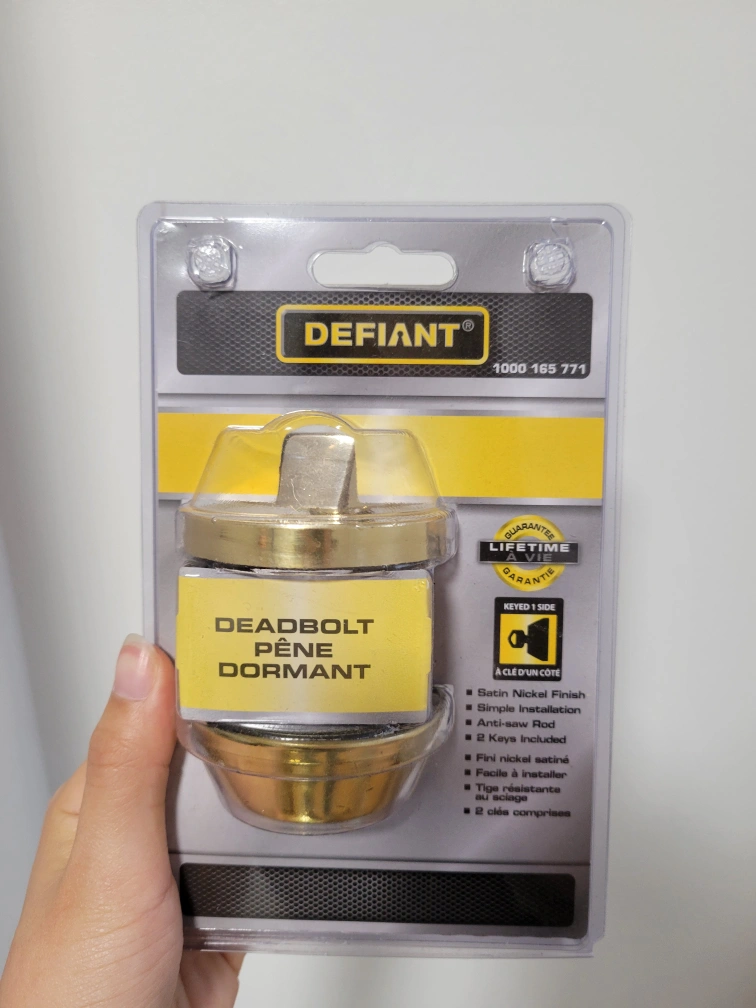 DEFIANT®
1000 165 771
GUARANTEE
LIFETIME
À VIE
GARANTIE
KEYED 1 SIDE
À CLÉ D'UN CÔTÉ
DEADBOLT
PÊNE
DORMANT
▪ Satin Nickel Finish
▪ Simple Installation
▪ Anti-saw Rod
▪ 2 Keys Included
▪ Fini nickel satiné
▪ Facile à installer
▪ Tige résistante
au sciage
▪ 2 clés comprises